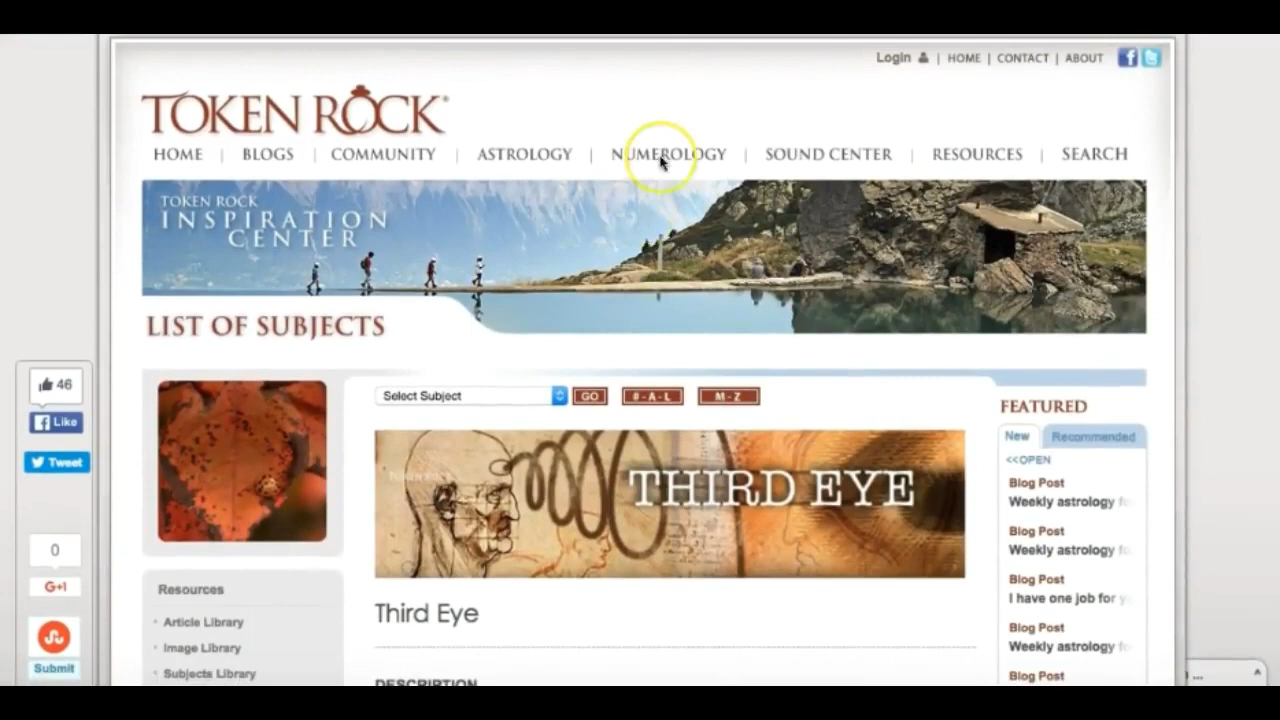 Login | HOME | CONTACT | ABOUT
TOKEN ROCK
HOME | BLOGS | COMMUNITY | ASTROLOGY | NUMEROLOGY | SOUND CENTER | RESOURCES | SEARCH
TOKEN ROCK
INSPIRATION
CENTER
LIST OF SUBJECTS
46
Like
Tweet
0
G+1
Submit
Select Subject GO # - A - L M - Z
THIRD EYE
Third Eye
DESCRIPTION
Resources
Article Library
Image Library
Subjects Library
FEATURED
New Recommended
<<OPEN
Blog Post
Weekly astrology fo
Blog Post
Weekly astrology fo
Blog Post
I have one job for y
Blog Post
Weekly astrology fo
Blog Post
...